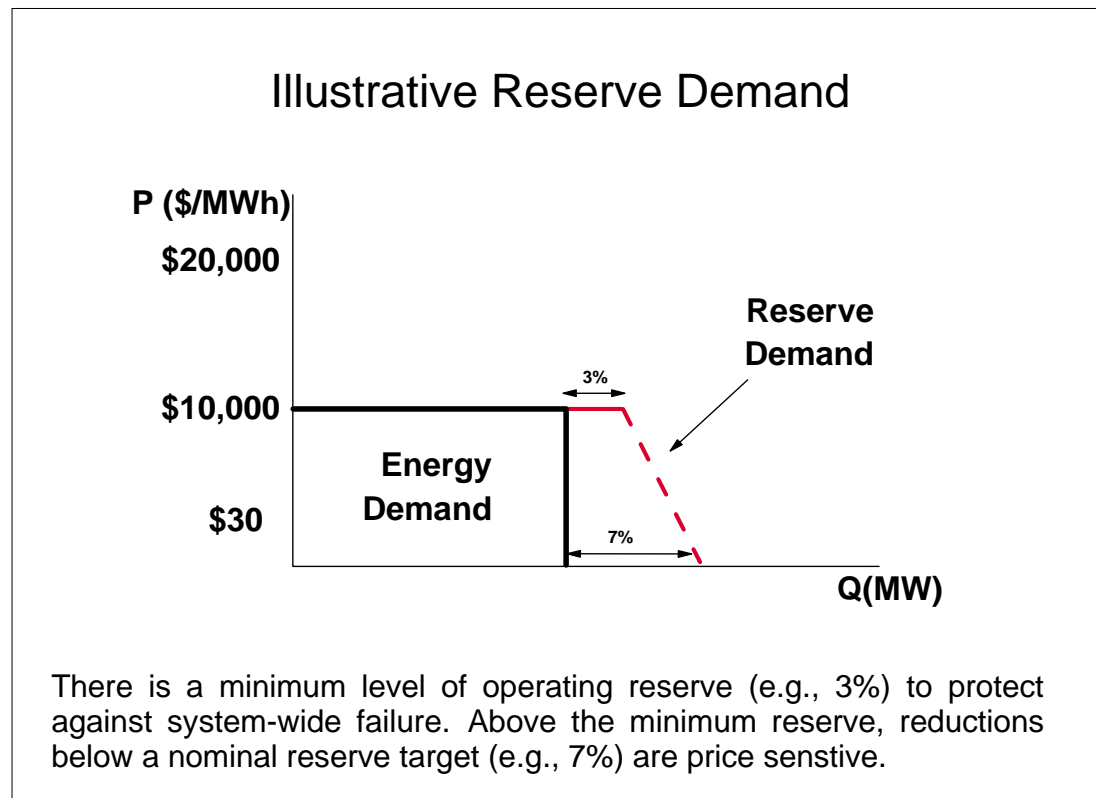 Illustrative Reserve Demand
P ($/MWh)
$20,000
Reserve
Demand
3%
$10,000
Energy
Demand
$30
7%
Q(MW)
There is a minimum level of operating reserve (e.g., 3%) to protect
against system-wide failure. Above the minimum reserve, reductions
below a nominal reserve target (e.g., 7%) are price senstive.